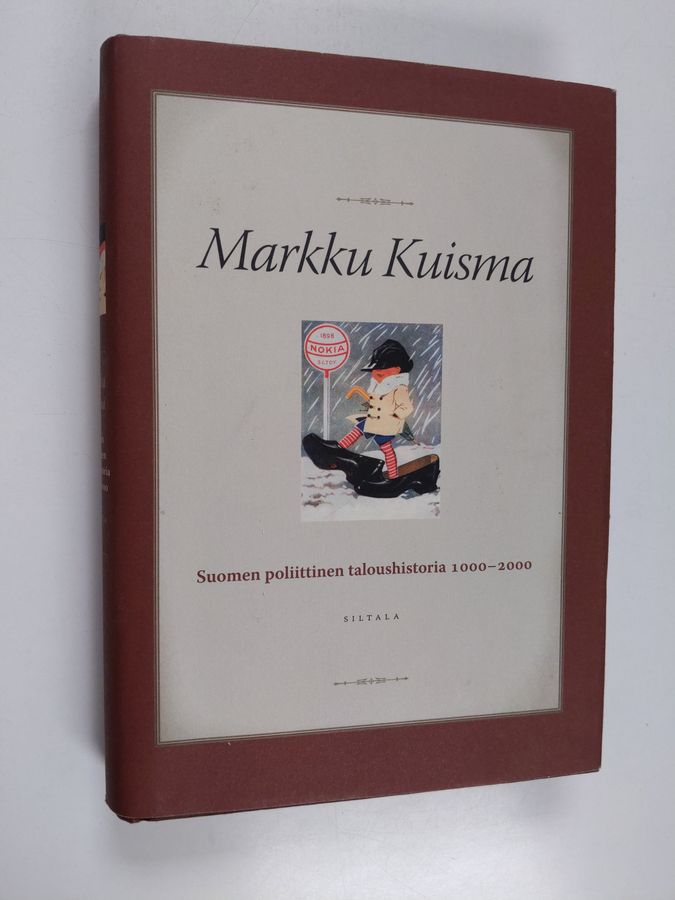 Markku Kuisma
1898
NOKIA
Suomen poliittinen taloushistoria 1000–2000
SILTALA